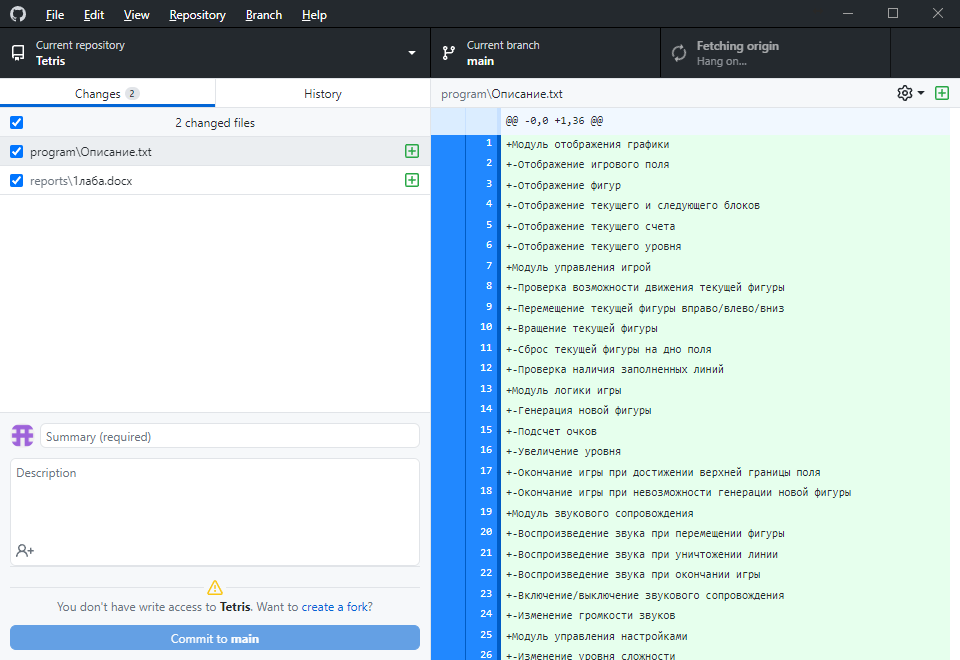 File Edit View Repository Branch Help
Current repository
Tetris
Current branch
main
Fetching origin
Hang on...
Changes 2
History
2 changed files
program\Описание.txt
reports\1лаба.docx
Summary (required)
Description
You don't have write access to Tetris. Want to create a fork?
Commit to main
program\Описание.txt
@@ -0,0 +1,36 @@
1 +Модуль отображения графики
2 +-Отображение игрового поля
3 +-Отображение фигур
4 +-Отображение текущего и следующего блоков
5 +-Отображение текущего счета
6 +-Отображение текущего уровня
7 +Модуль управления игрой
8 +-Проверка возможности движения текущей фигуры
9 +-Перемещение текущей фигуры вправо/влево/вниз
10 +-Вращение текущей фигуры
11 +-Сброс текущей фигуры на дно поля
12 +-Проверка наличия заполненных линий
13 +Модуль логики игры
14 +-Генерация новой фигуры
15 +-Подсчет очков
16 +-Увеличение уровня
17 +-Окончание игры при достижении верхней границы поля
18 +-Окончание игры при невозможности генерации новой фигуры
19 +Модуль звукового сопровождения
20 +-Воспроизведение звука при перемещении фигуры
21 +-Воспроизведение звука при уничтожении линии
22 +-Воспроизведение звука при окончании игры
23 +-Включение/выключение звукового сопровождения
24 +-Изменение громкости звуков
25 +Модуль управления настройками
26 +-Изменение уровня сложности